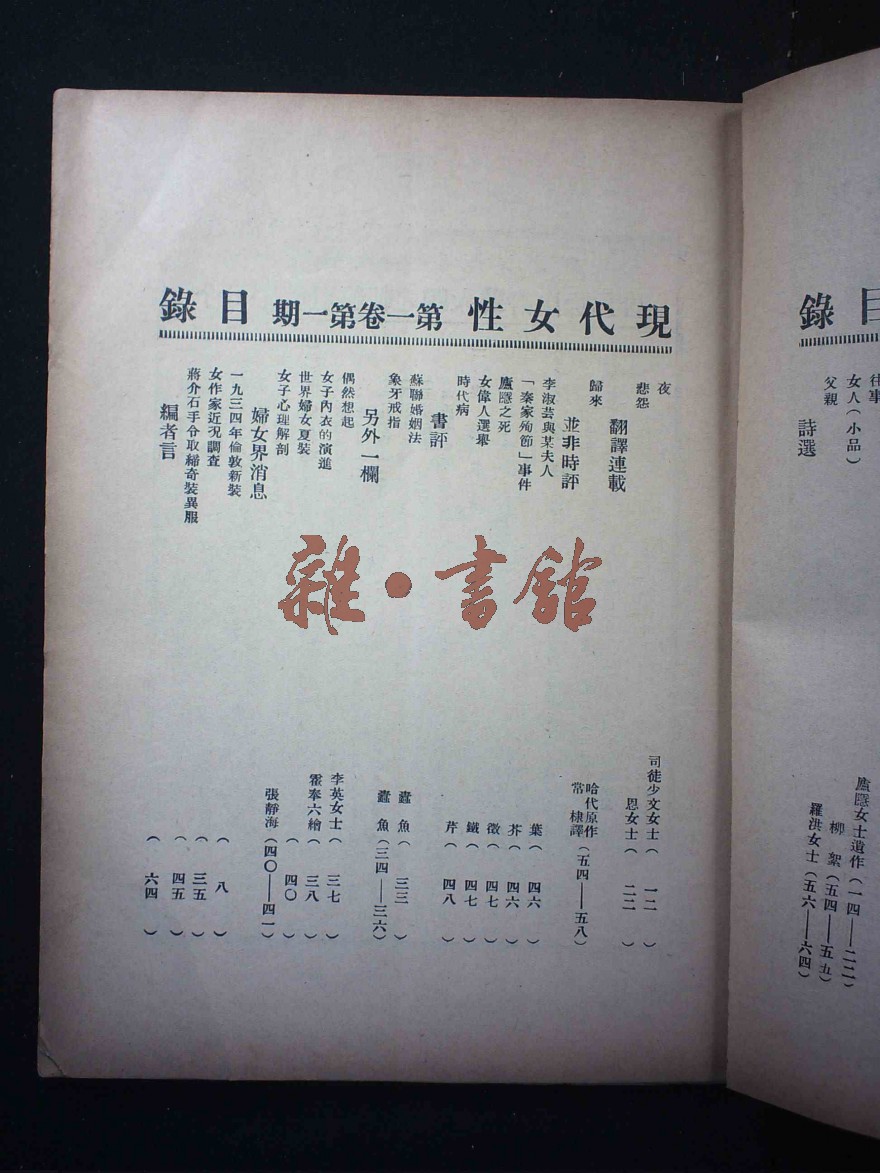 目錄
往事 廬隱女士遺作(一四——二二)
女人(小品) 柳絮(五四——五五)
父親 羅洪女士(五六——六四)
詩選
現代女性 第一卷第一期 目錄
夜 司徒少文女士(一二)
悲怨 恩女士(二二)
翻譯連載
歸來 哈代原作 常棣譯(五四——五八)
並非時評
李淑芸與某夫人 葉(四六)
「秦家殉節」事件 芥(四六)
廬隱之死 微(四七)
女偉人選舉 鐵(四七)
時代病 芹(四八)
書評
蘇聯婚姻法 蠹魚(三三)
象牙戒指 蠹魚(三四——三六)
另外一欄
偶然想起 李英女士(三七)
女子內衣的演進 霍奉六繪(三八)
世界婦女夏裝(四〇)
女子心理解剖 張靜海(四〇——四一)
婦女界消息
一九三四年倫敦新裝(八)
女作家近況調查(三五)
蔣介石手令取締奇裝異服(四五)
編者言(六四)
雜·書館